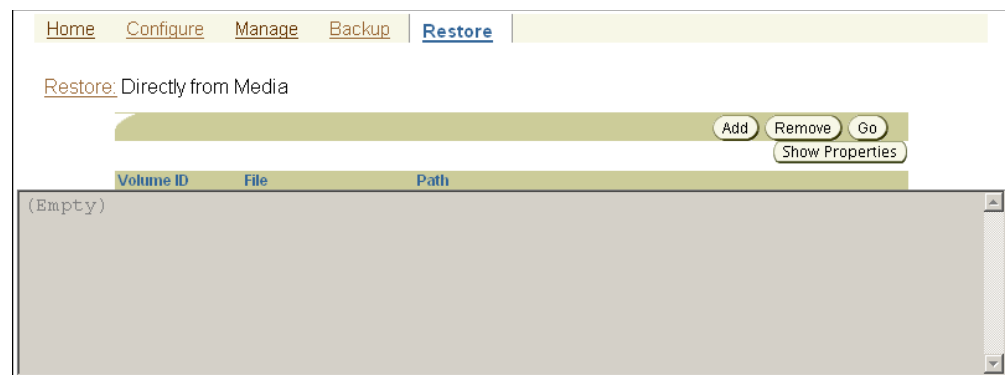 Home Configure Manage Backup Restore
Restore: Directly from Media
Add Remove Go
Show Properties
Volume ID File Path
(Empty)